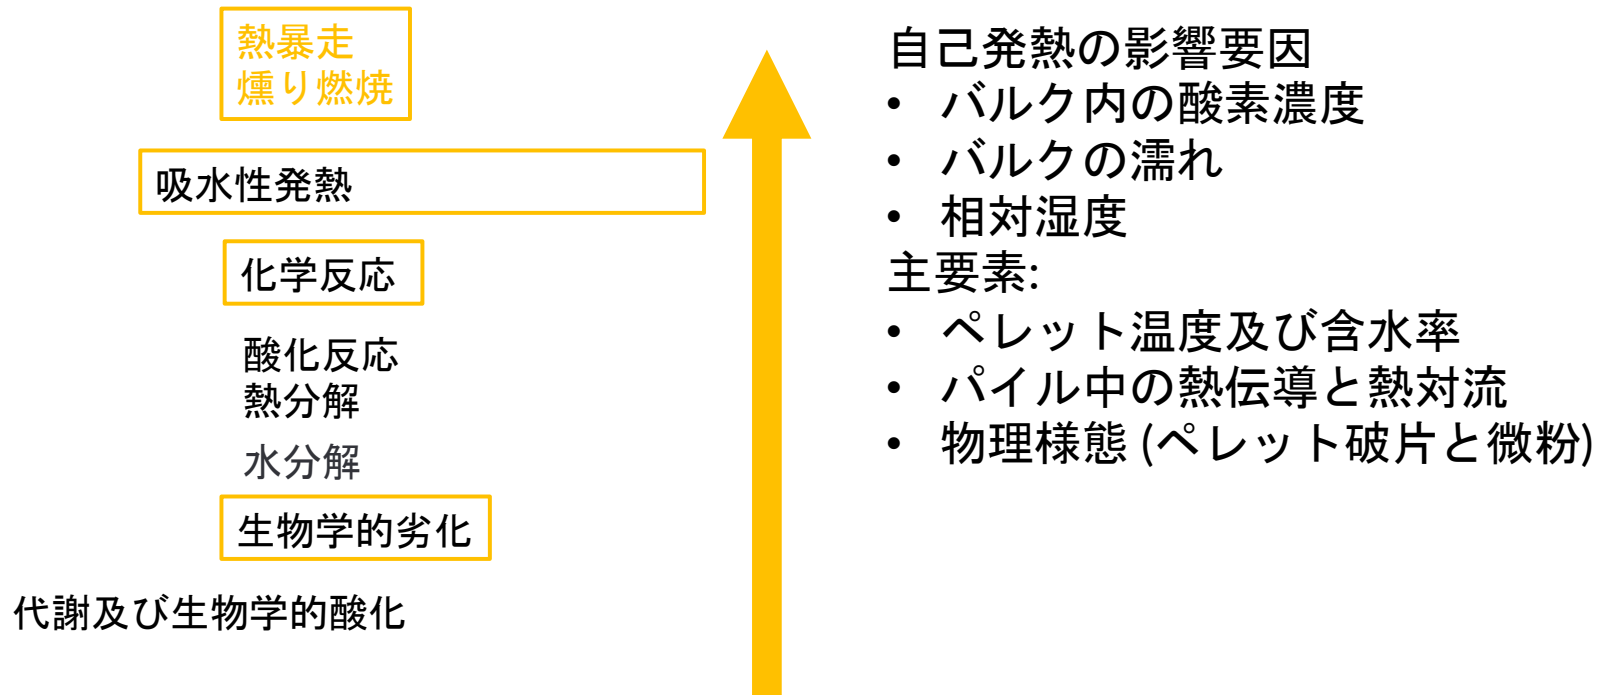 熱暴走
燻り燃焼
吸水性発熱
化学反応
酸化反応
熱分解
水分解
生物学的劣化
代謝及び生物学的酸化
自己発熱の影響要因
• バルク内の酸素濃度
• バルクの濡れ
• 相対湿度
主要素:
• ペレット温度及び含水率
• パイル中の熱伝導と熱対流
• 物理様態 (ペレット破片と微粉)